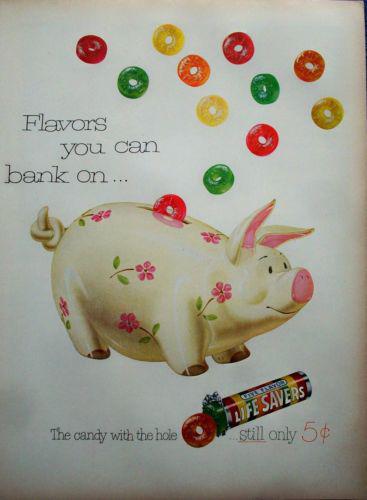 Flavors
you can
bank on...
FIVE FLAVOR
LIFE SAVERS
The candy with the hole ...still only 5¢